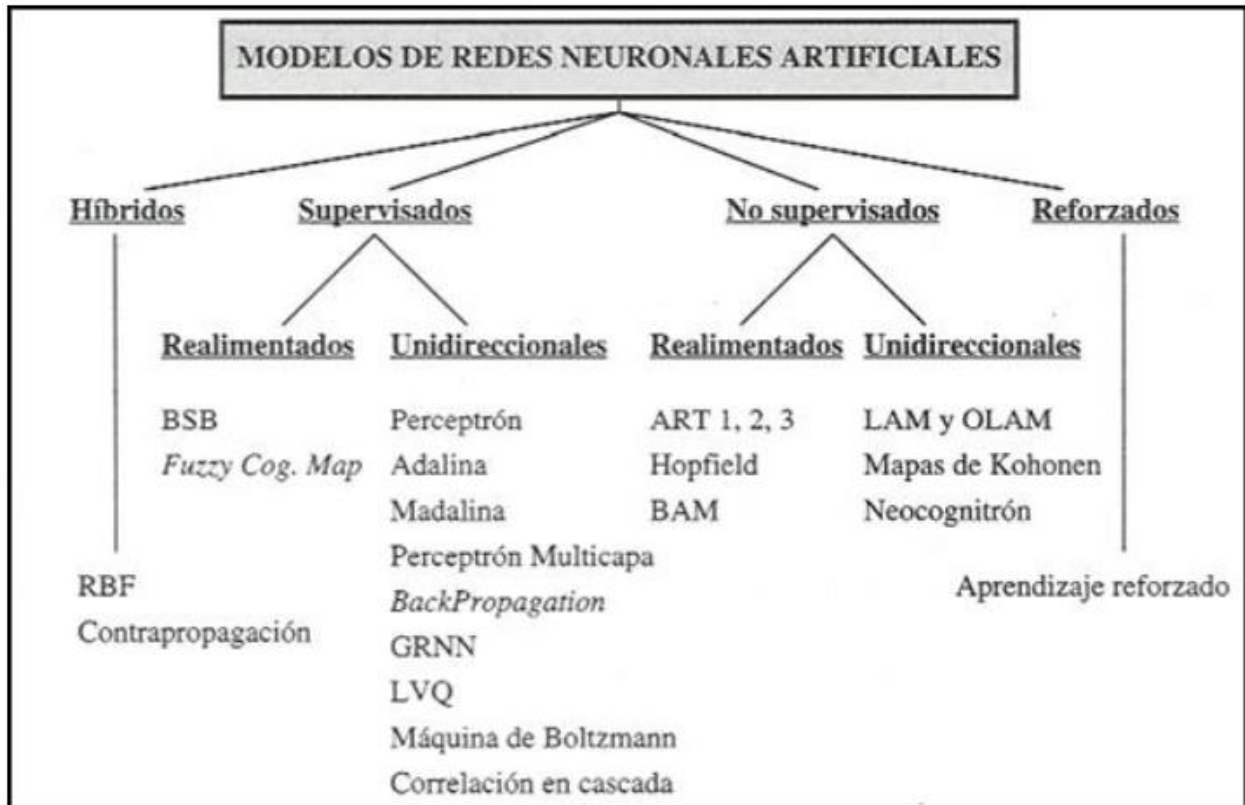 MODELOS DE REDES NEURONALES ARTIFICIALES
Híbridos
Supervisados
No supervisados
Reforzados
Realimentados
Unidireccionales
Realimentados
Unidireccionales
BSB
Fuzzy Cog. Map
Perceptrón
Adalina
Madalina
Perceptrón Multicapa
BackPropagation
GRNN
LVQ
Máquina de Boltzmann
Correlación en cascada
ART 1, 2, 3
Hopfield
BAM
LAM y OLAM
Mapas de Kohonen
Neocognitrón
RBF
Contrapropagación
Aprendizaje reforzado